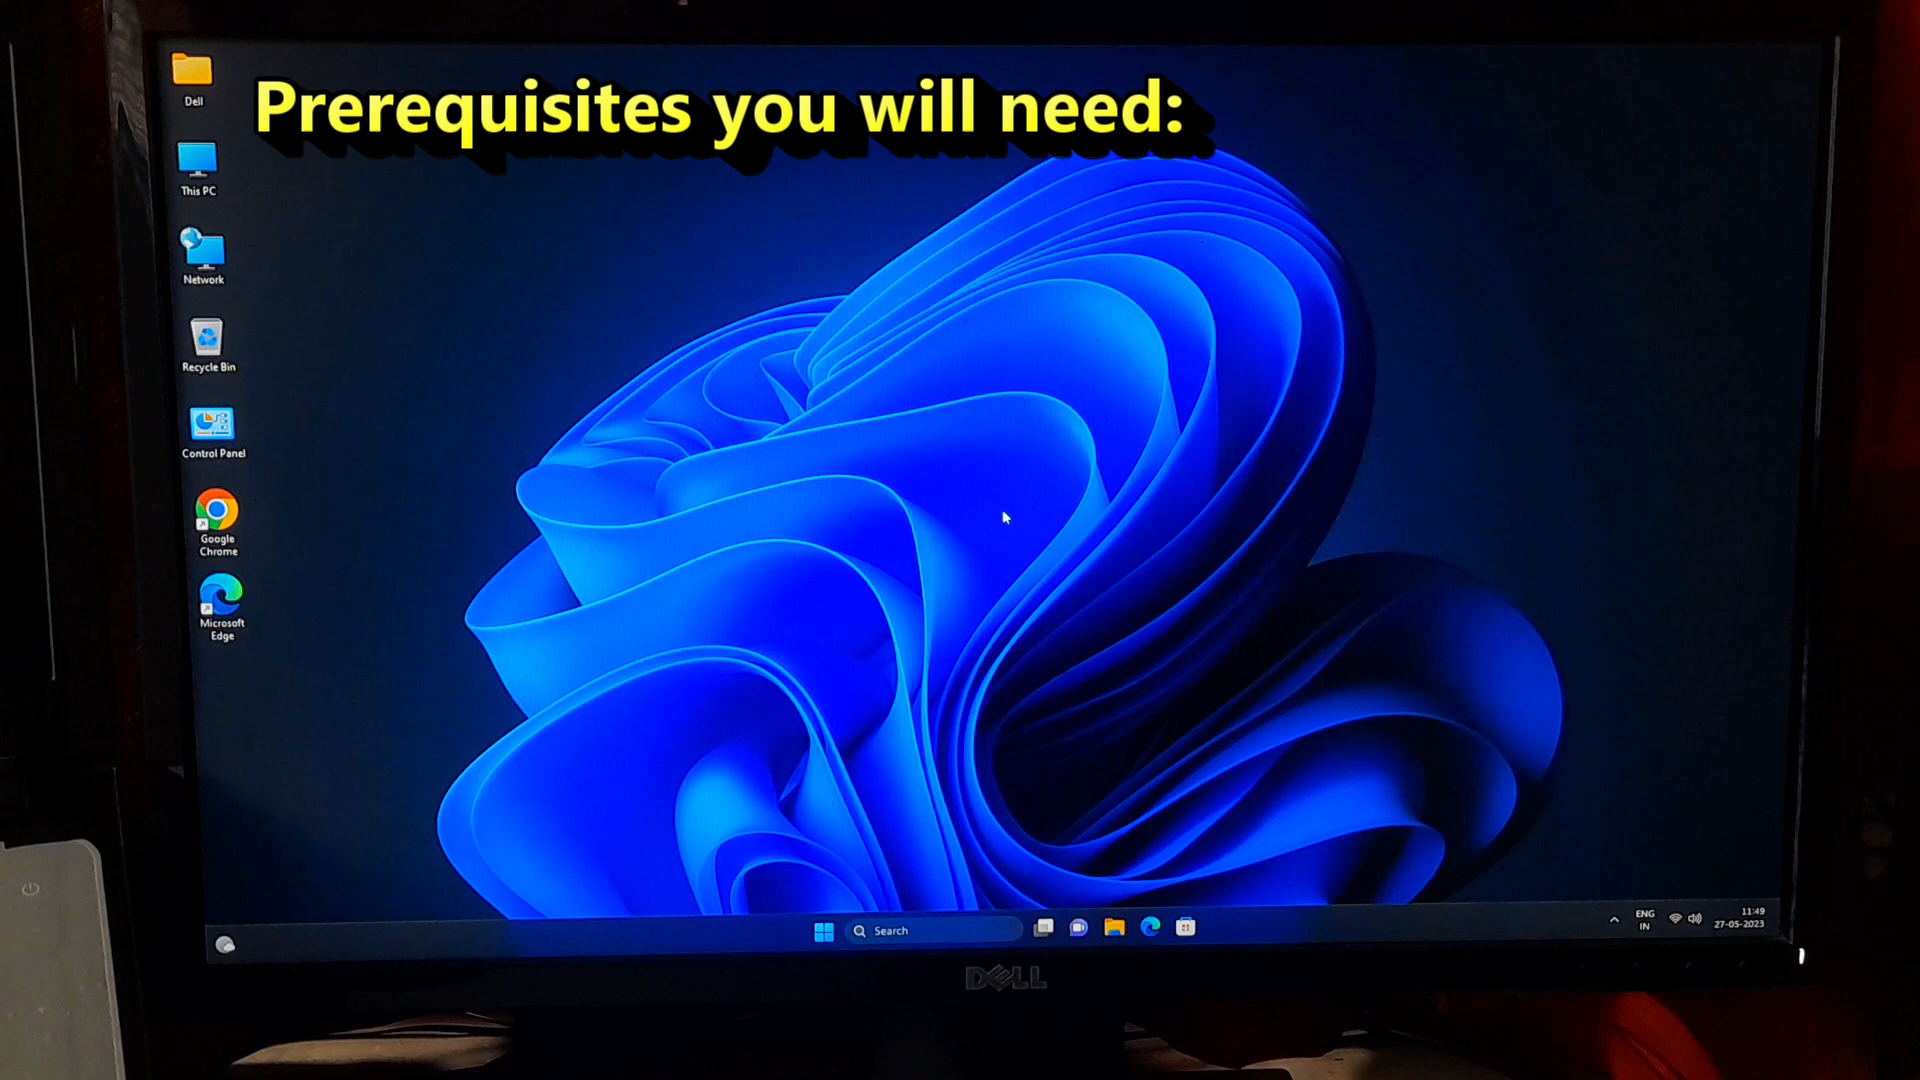 Prerequisites you will need:
Dell
This PC
Network
Recycle Bin
Control Panel
Google
Chrome
Microsoft
Edge
Search
ENG
IN
11:49
27-05-2023
DELL